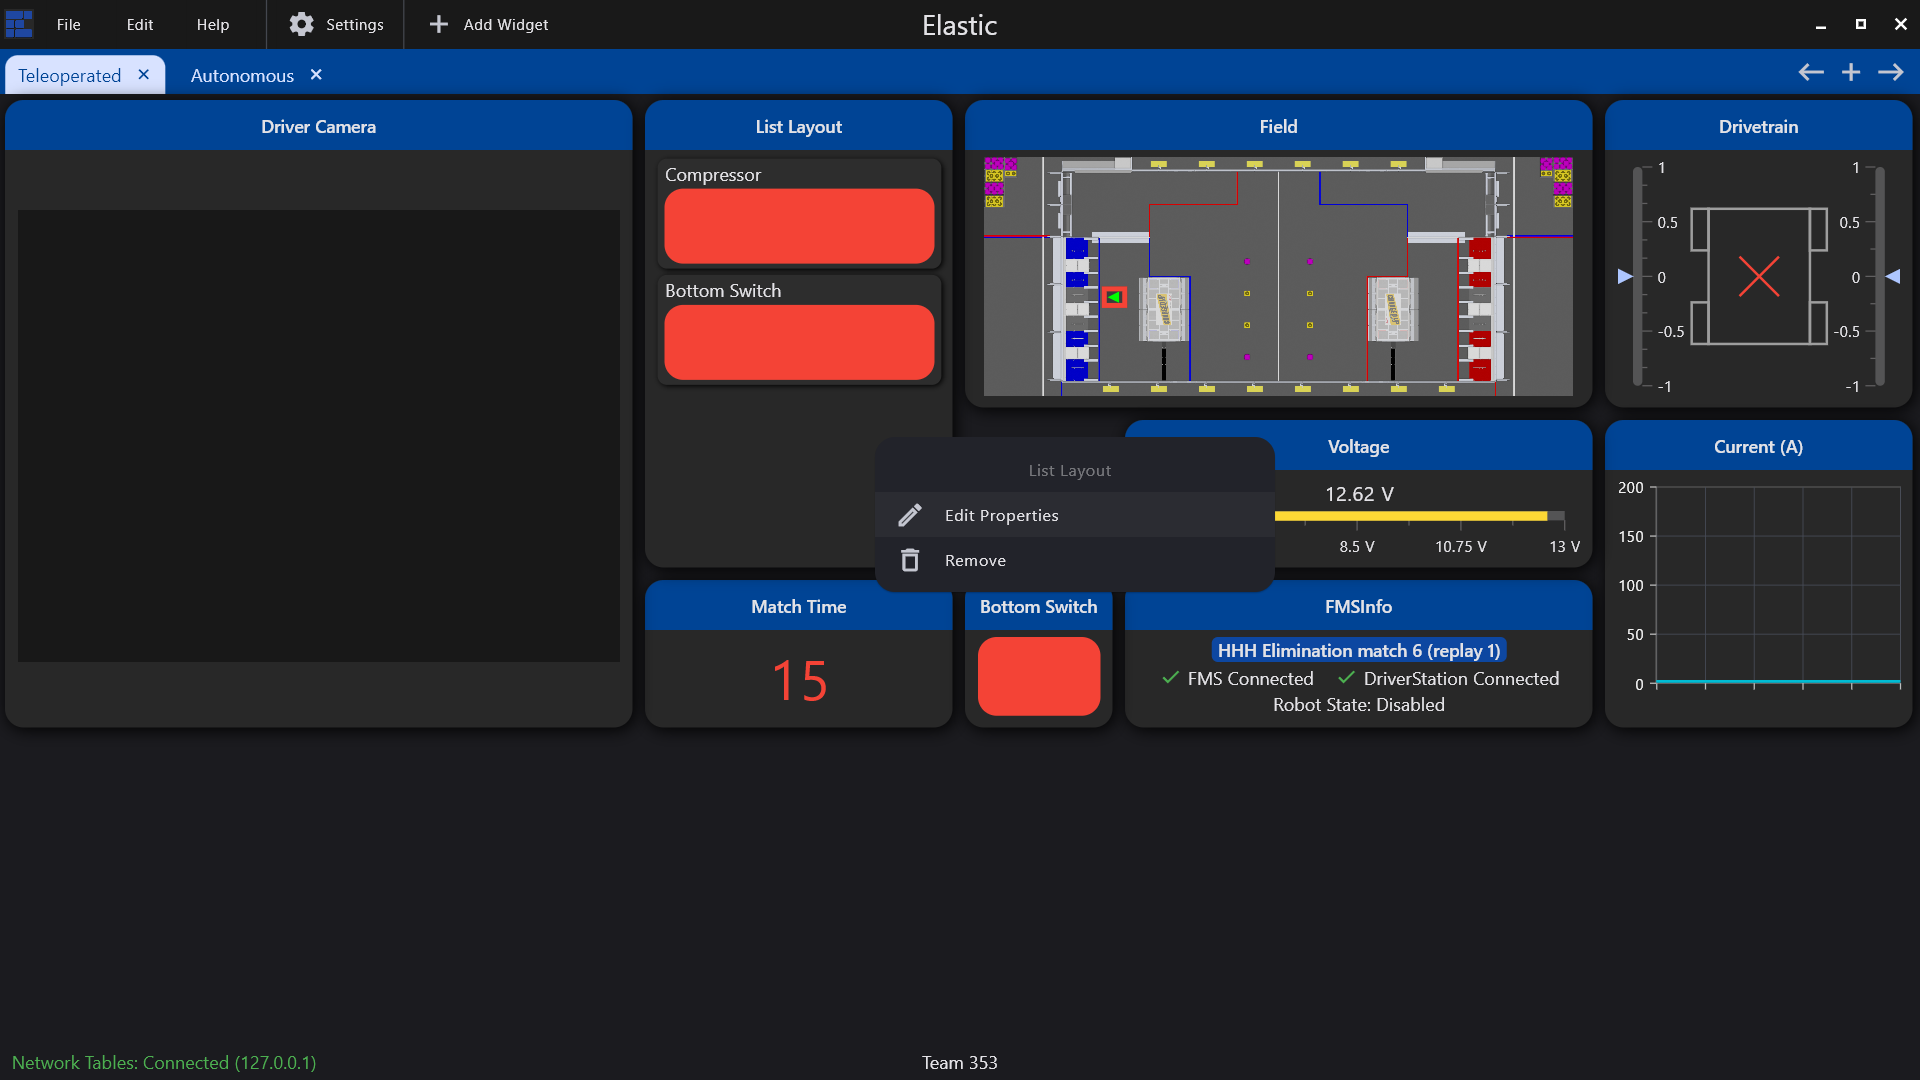 File Edit Help Settings Add Widget
Elastic
Teleoperated Autonomous
Driver Camera
List Layout
Compressor
Bottom Switch
Field
Drivetrain
1 1
0.5 0.5
0 0
-0.5 -0.5
-1 -1
List Layout
Edit Properties
Remove
Voltage
12.62 V
8.5 V 10.75 V 13 V
Current (A)
200
150
100
50
0
Match Time
15
Bottom Switch
FMSInfo
HHH Elimination match 6 (replay 1)
FMS Connected DriverStation Connected
Robot State: Disabled
Network Tables: Connected (127.0.0.1)
Team 353